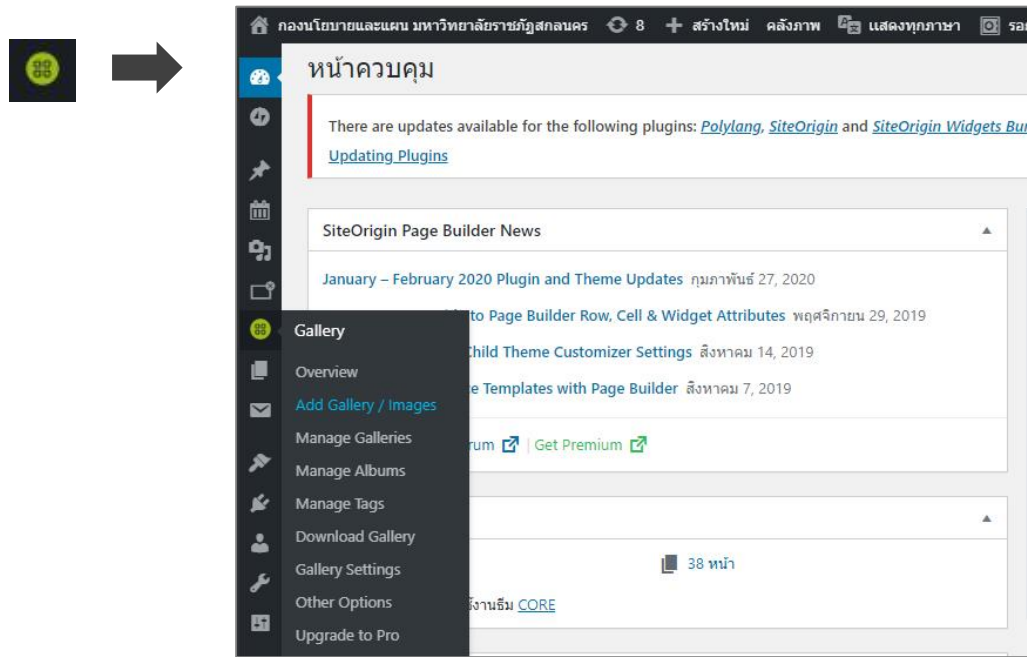 กองนโยบายและแผน มหาวิทยาลัยราชภัฏสกลนคร 8 + สร้างใหม่ คลังภาพ แสดงทุกภาษา
หน้าควบคุม
There are updates available for the following plugins: Polylang, SiteOrigin and SiteOrigin Widgets
Updating Plugins
SiteOrigin Page Builder News
January – February 2020 Plugin and Theme Updates กุมภาพันธ์ 27, 2020
to Page Builder Row, Cell & Widget Attributes พฤศจิกายน 29, 2019
Gallery
Child Theme Customizer Settings สิงหาคม 14, 2019
Overview
Templates with Page Builder สิงหาคม 7, 2019
Add Gallery / Images
Manage Galleries
Get Premium
Manage Albums
Manage Tags
Download Gallery
38 หน้า
Gallery Settings
Other Options
CORE
Upgrade to Pro